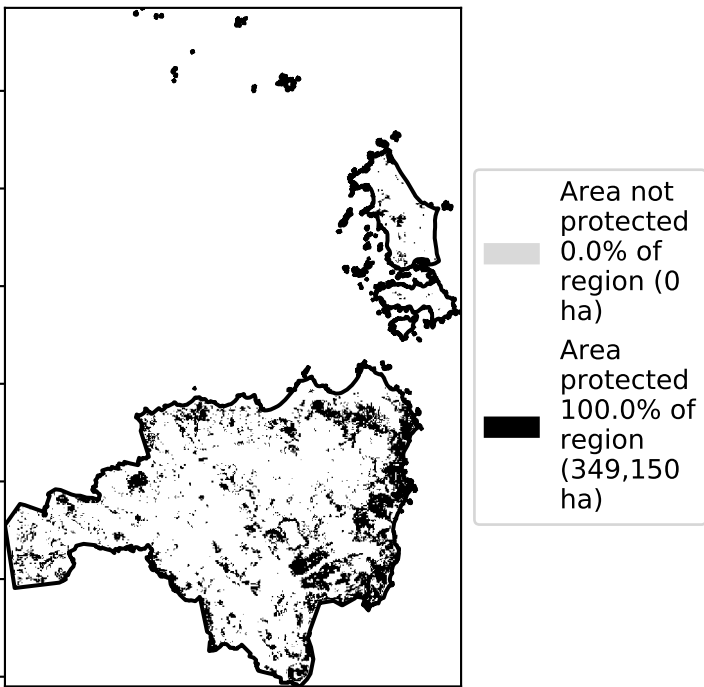 Area not
protected
0.0% of
region (0
ha)
Area
protected
100.0% of
region
(349,150
ha)